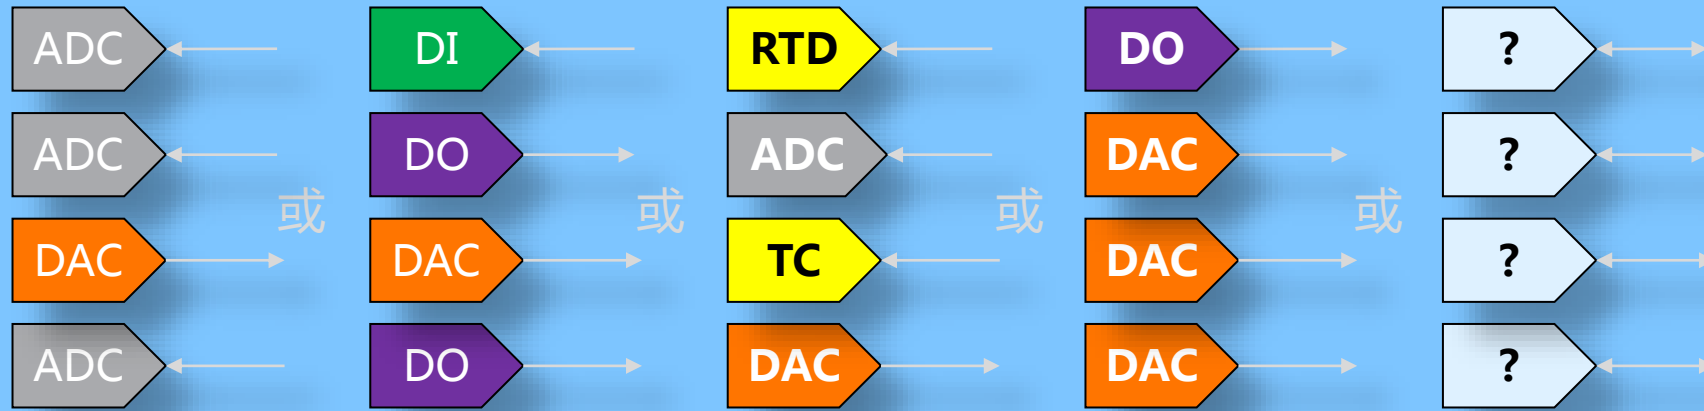 ADC DI RTD DO ?
ADC DO ADC DAC ?
或 或 或 或
DAC DAC TC DAC ?
ADC DO DAC DAC ?